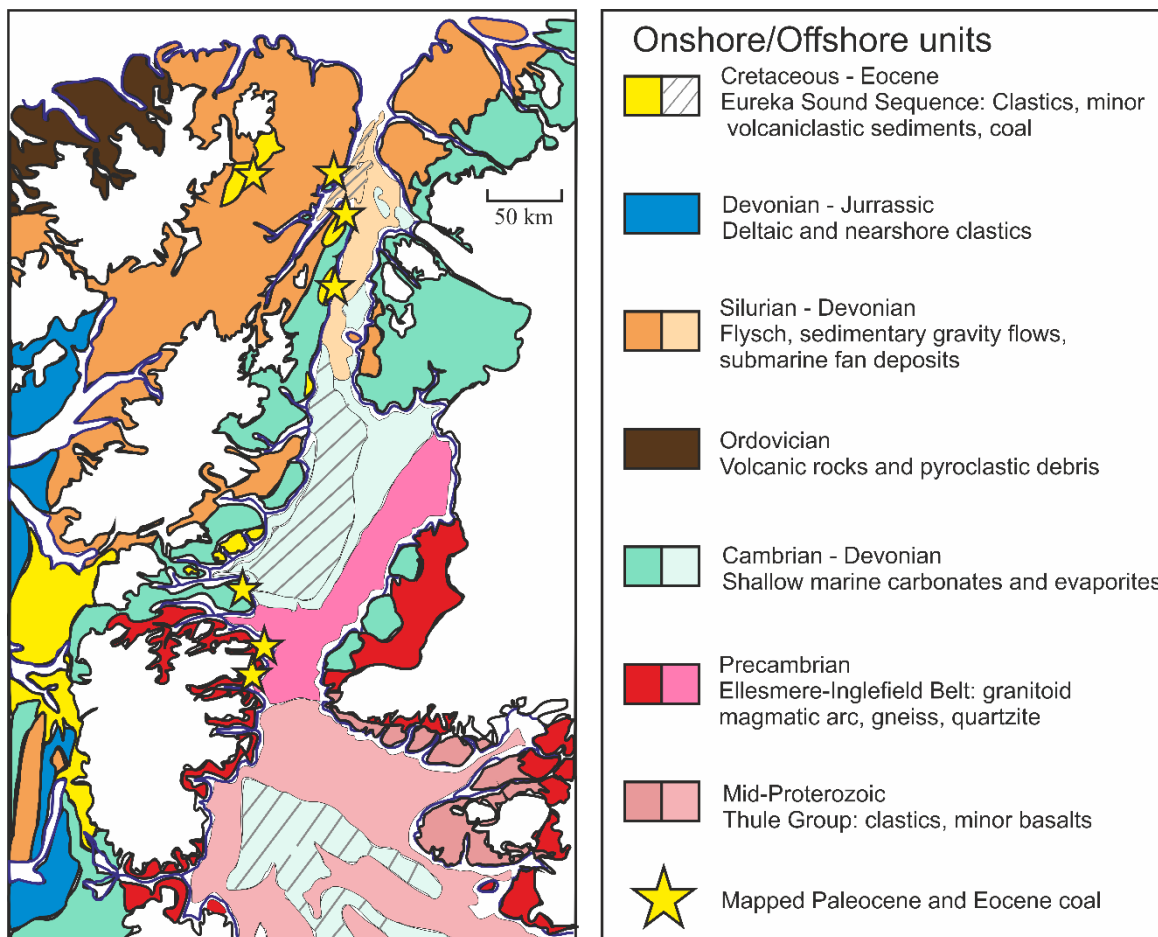 50 km
Onshore/Offshore units
Cretaceous - Eocene
Eureka Sound Sequence: Clastics, minor
volcaniclastic sediments, coal
Devonian - Jurrassic
Deltaic and nearshore clastics
Silurian - Devonian
Flysch, sedimentary gravity flows,
submarine fan deposits
Ordovician
Volcanic rocks and pyroclastic debris
Cambrian - Devonian
Shallow marine carbonates and evaporites
Precambrian
Ellesmere-Inglefield Belt: granitoid
magmatic arc, gneiss, quartzite
Mid-Proterozoic
Thule Group: clastics, minor basalts
Mapped Paleocene and Eocene coal